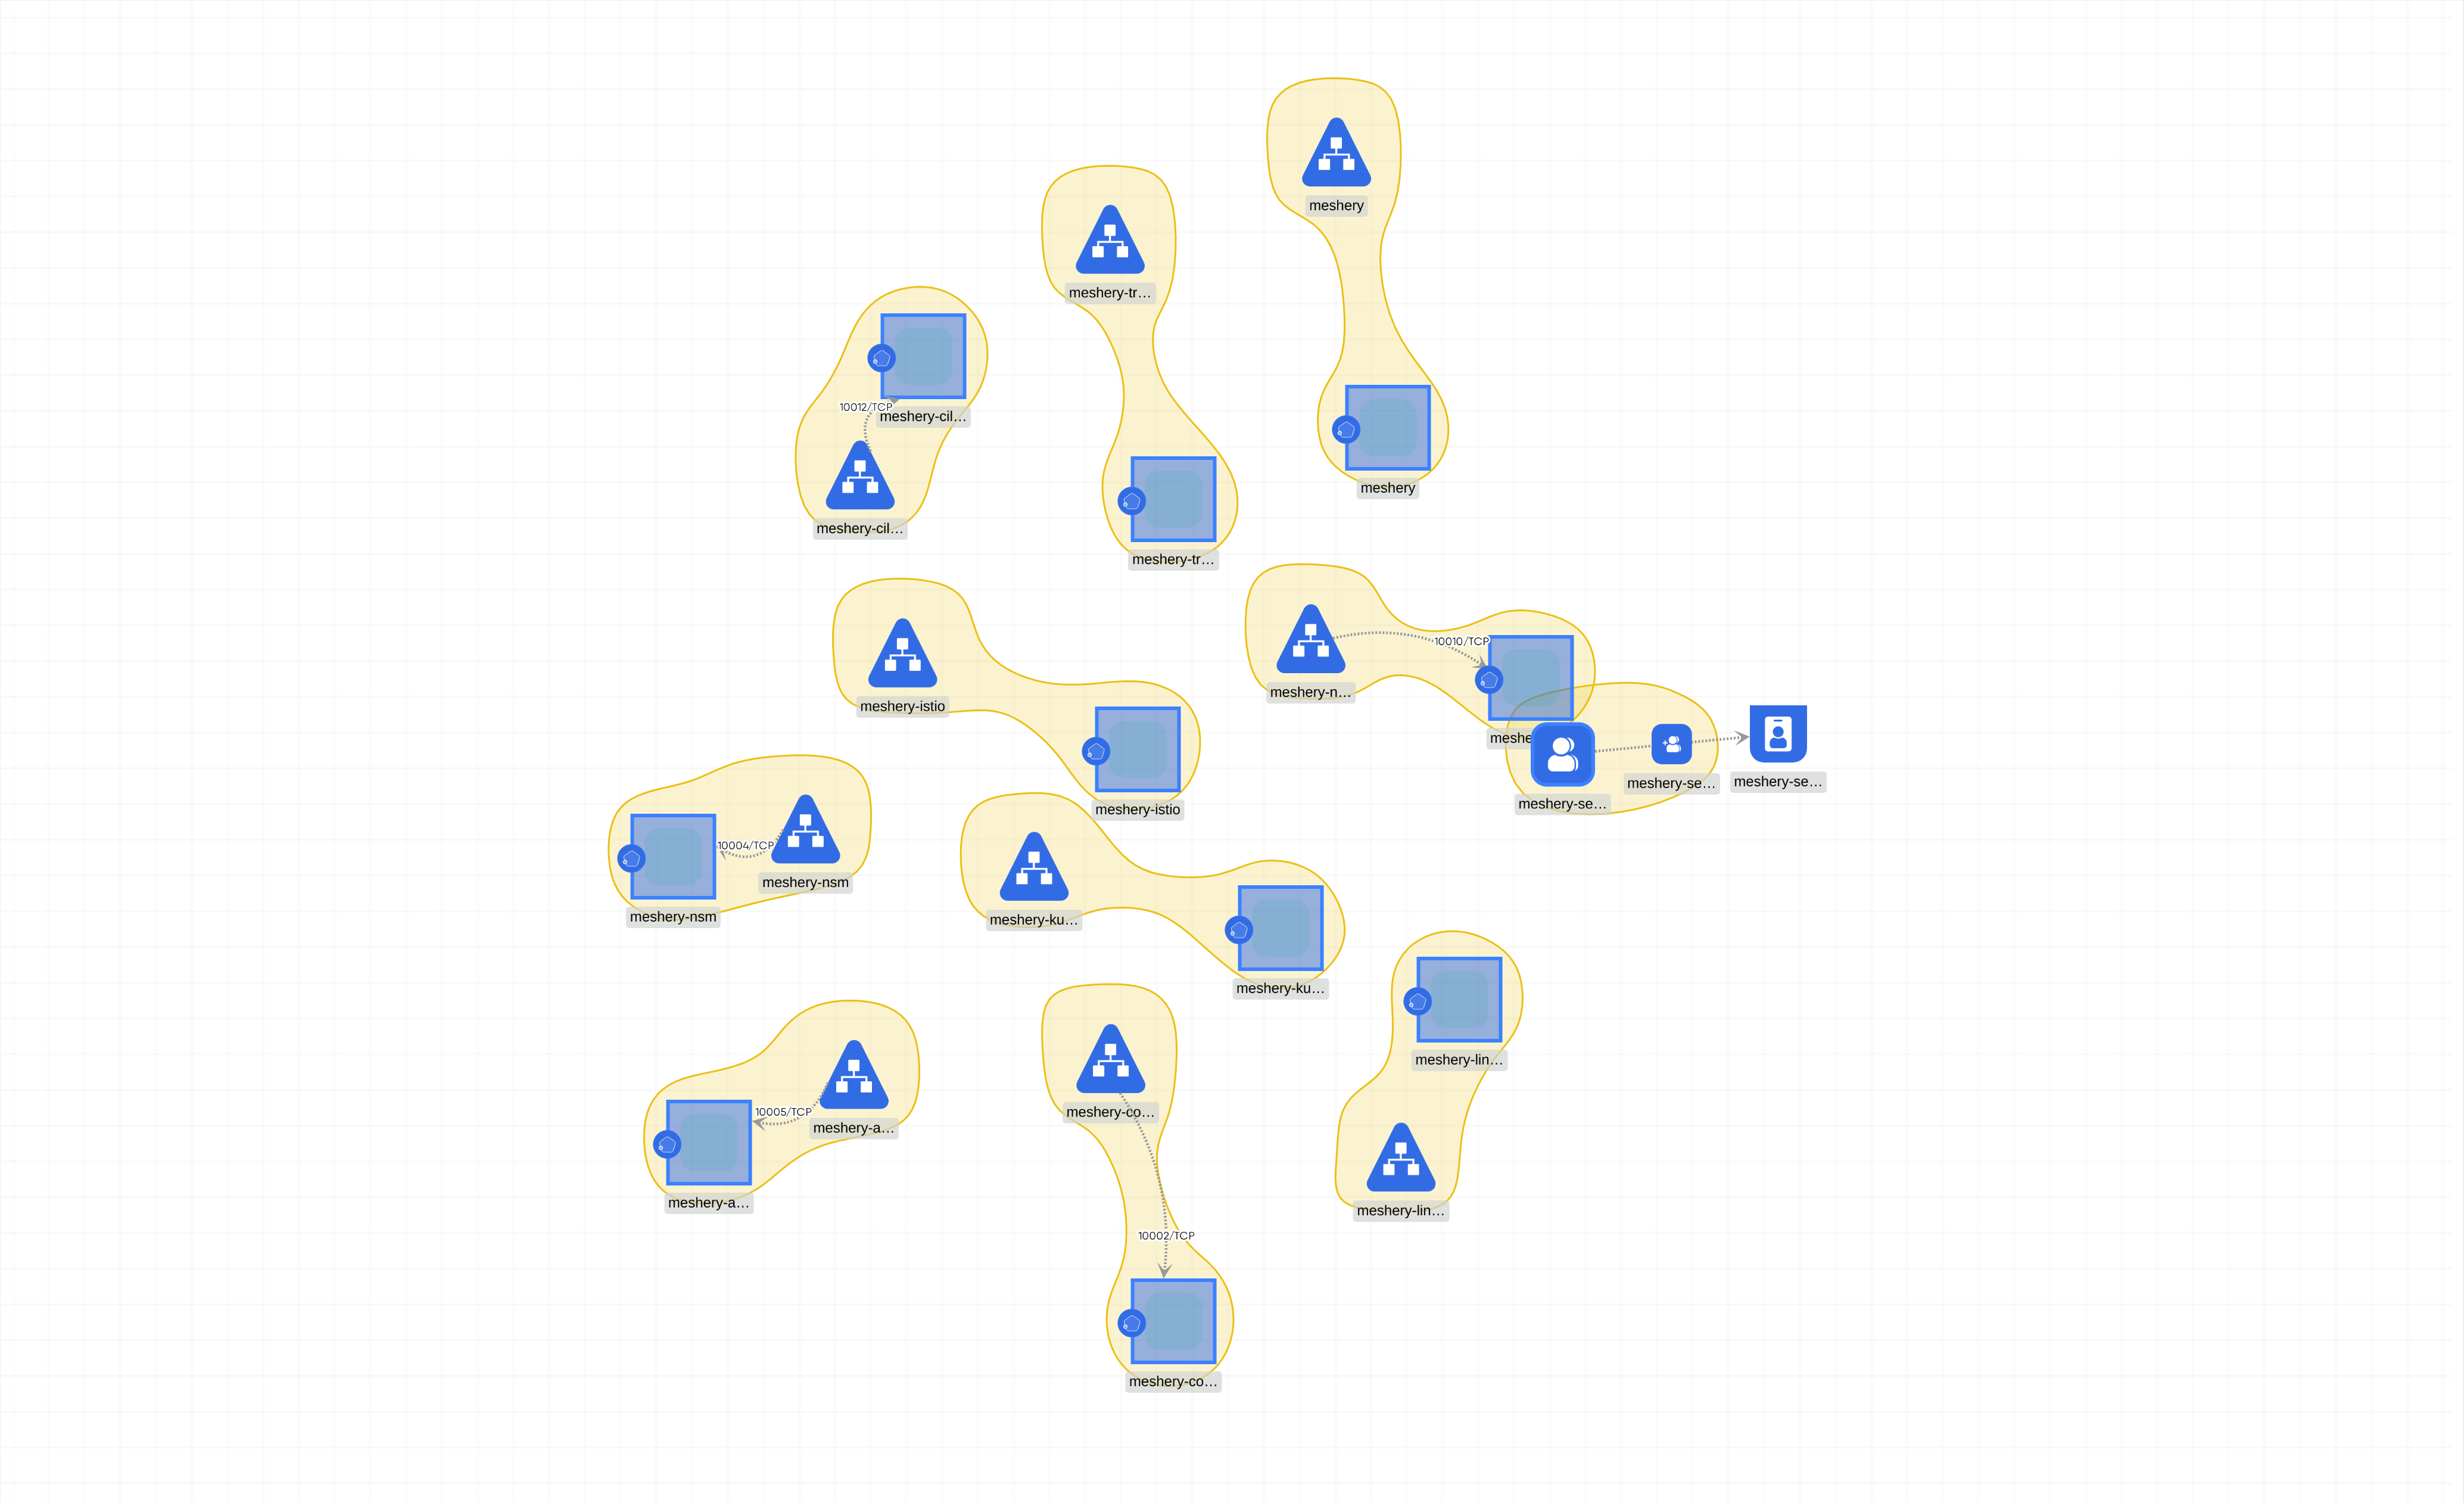 meshery
meshery-tr…
10012/TCP
meshery-cil…
meshery
meshery-cil…
meshery-tr…
10010/TCP
meshery-n…
meshery-istio
meshe
meshery-se…
meshery-se…
meshery-se…
meshery-istio
10004/TCP
meshery-nsm
meshery-nsm
meshery-ku…
meshery-ku…
meshery-lin…
10005/TCP
meshery-co…
meshery-a…
meshery-a…
meshery-lin…
10002/TCP
meshery-co…